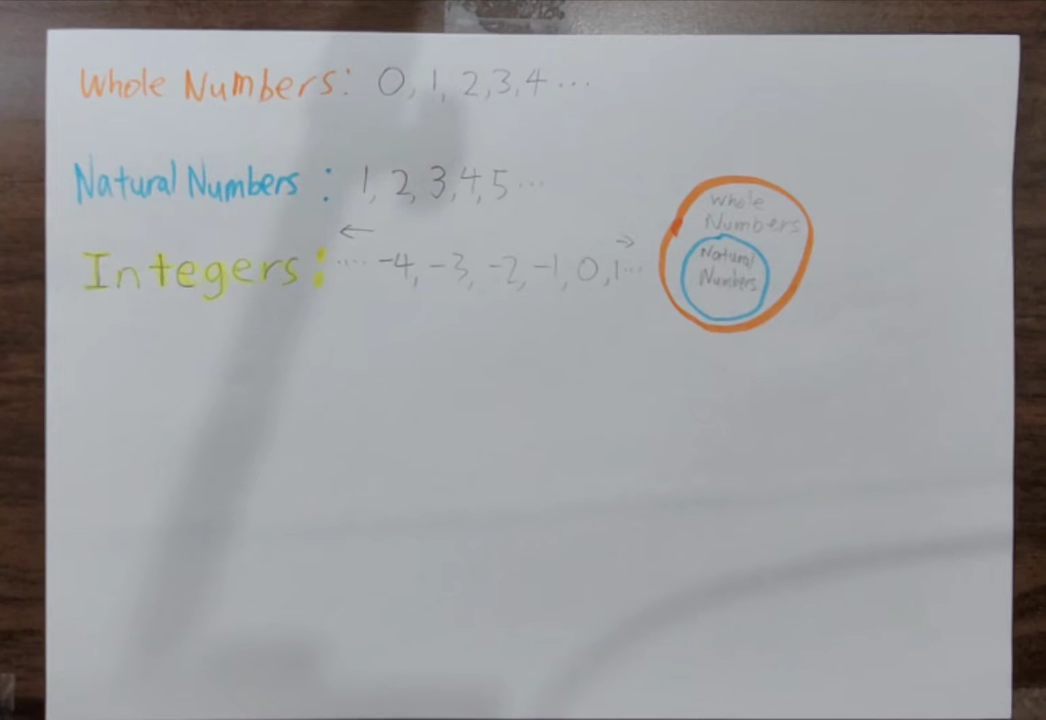 Whole Numbers: 0, 1, 2, 3, 4 ...
Natural Numbers : 1, 2, 3, 4, 5 ...
← →
Integers: .... -4, -3, -2, -1, 0, 1 ...
Whole
Numbers
Natural
Numbers